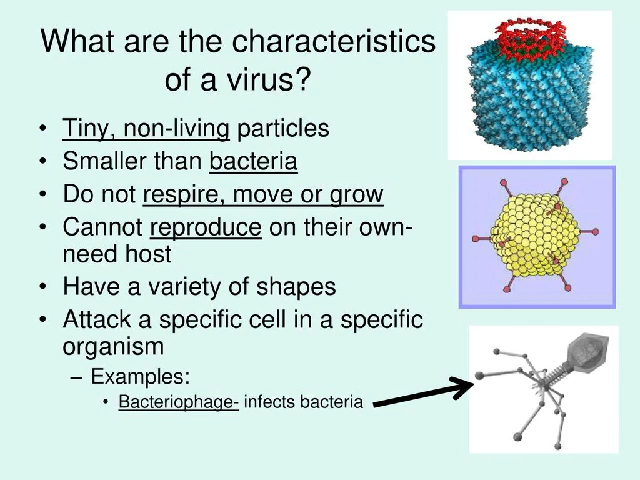 What are the characteristics
of a virus?
• Tiny, non-living particles
• Smaller than bacteria
• Do not respire, move or grow
• Cannot reproduce on their own-
need host
• Have a variety of shapes
• Attack a specific cell in a specific
organism
– Examples:
• Bacteriophage- infects bacteria